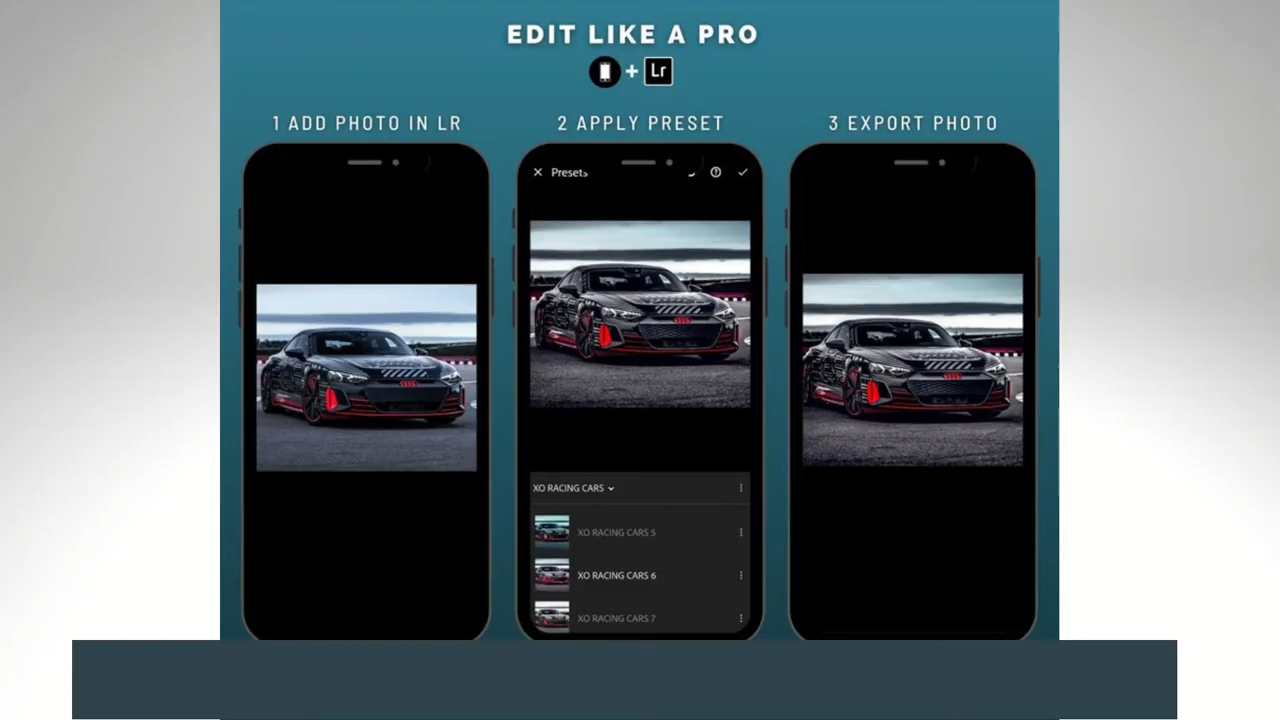 EDIT LIKE A PRO
+ Lr
1 ADD PHOTO IN LR
2 APPLY PRESET
3 EXPORT PHOTO
Presets
XO RACING CARS
XO RACING CARS 5
XO RACING CARS 6
XO RACING CARS 7